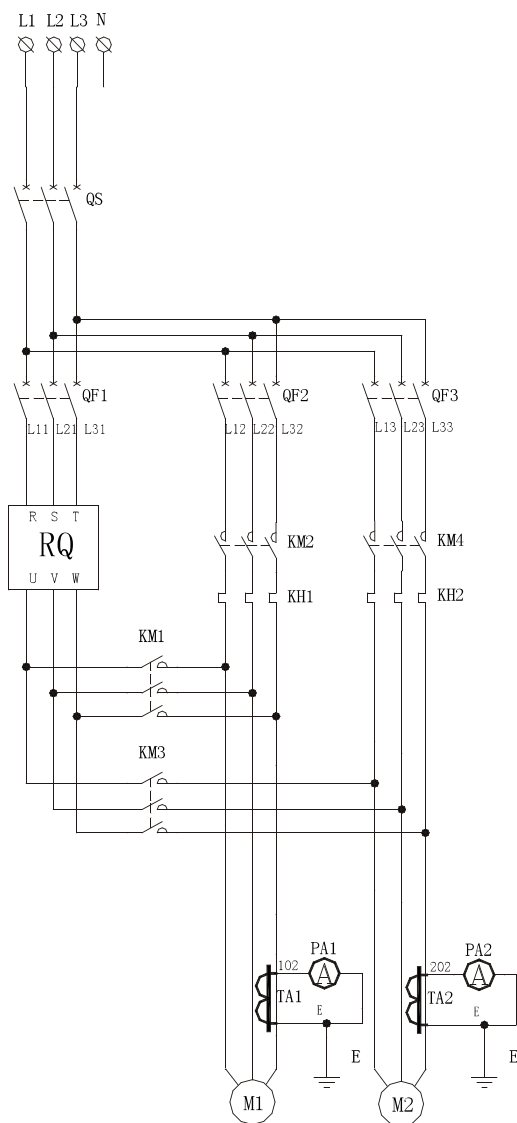 L1 L2 L3 N
QS
QF1 QF2 QF3
L11 L21 L31 L12 L22 L32 L13 L23 L33
R S T
RQ
KM2 KM4
U V W
KH1 KH2
KM1
KM3
PA1 PA2
102 A 202 A
TA1 TA2
E E
E E
M1 M2